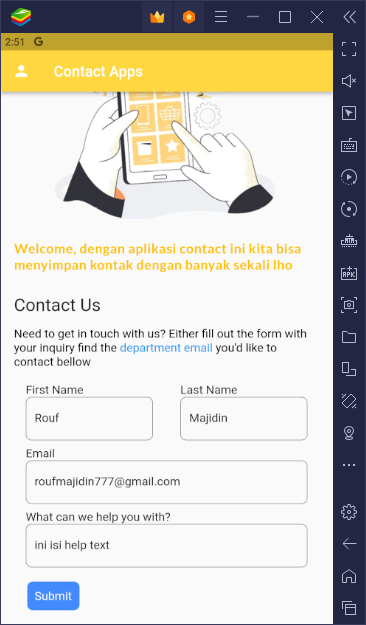 2:51 G
Contact Apps
Welcome, dengan aplikasi contact ini kita bisa
menyimpan kontak dengan banyak sekali lho
Contact Us
Need to get in touch with us? Either fill out the form with
your inquiry find the department email you'd like to
contact bellow
First Name Last Name
Rouf Majidin
Email
roufmajidin777@gmail.com
What can we help you with?
ini isi help text
Submit
APK